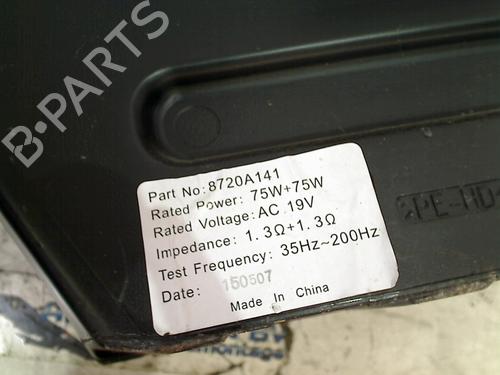 B-PARTS
Part No: 8720A141
Rated Power: 75W+75W
Rated Voltage: AC 19V
Impedance: 1.3Ω+1.3Ω
Test Frequency: 35Hz~200Hz
Date: 150507
Made In China
PE-HD